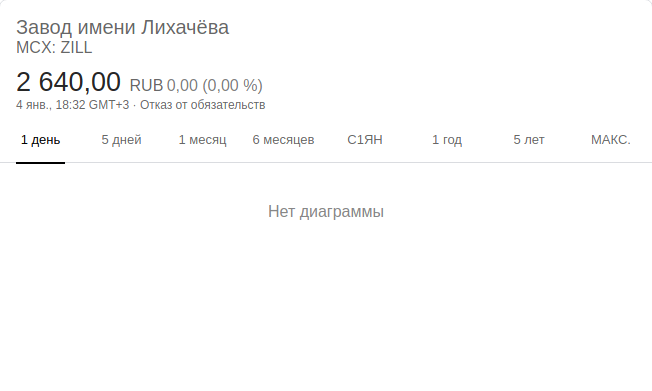 Завод имени Лихачёва
MCX: ZILL
2 640,00 RUB 0,00 (0,00 %)
4 янв., 18:32 GMT+3 · Отказ от обязательств
1 день 5 дней 1 месяц 6 месяцев С1ЯН 1 год 5 лет МАКС.
Нет диаграммы